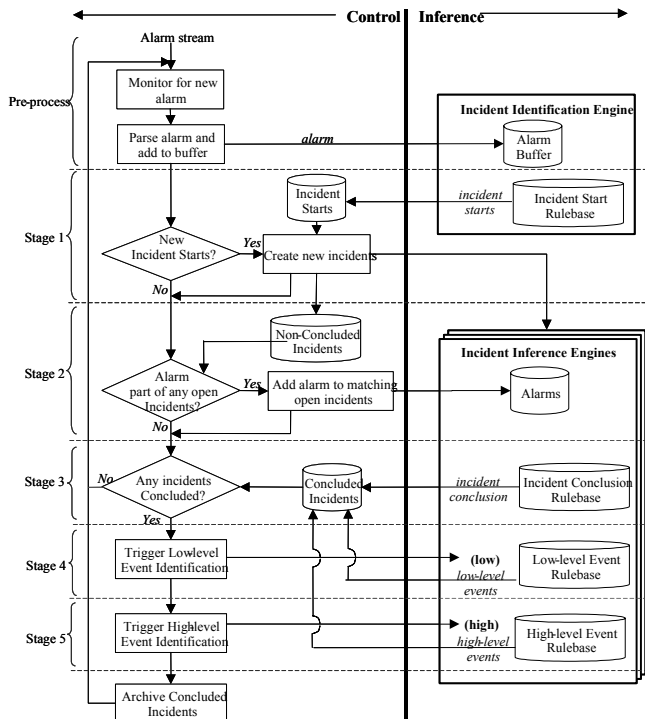 Control Inference
Alarm stream
Monitor for new
alarm
Pre-process
Parse alarm and
add to buffer
alarm
Incident Identification Engine
Alarm
Buffer
Incident
Starts
incident
starts
Incident Start
Rulebase
Stage 1
New
Incident Starts?
Yes
Create new incidents
No
Non-Concluded
Incidents
Incident Inference Engines
Stage 2
Alarm
part of any open
Incidents?
Yes
Add alarm to matching
open incidents
Alarms
No
Stage 3
No
Any incidents
Concluded?
Concluded
Incidents
incident
conclusion
Incident Conclusion
Rulebase
Yes
Stage 4
Trigger Low-level
Event Identification
(low)
low-level
events
Low-level Event
Rulebase
Stage 5
Trigger High-level
Event Identification
(high)
high-level
events
High-level Event
Rulebase
Archive Concluded
Incidents